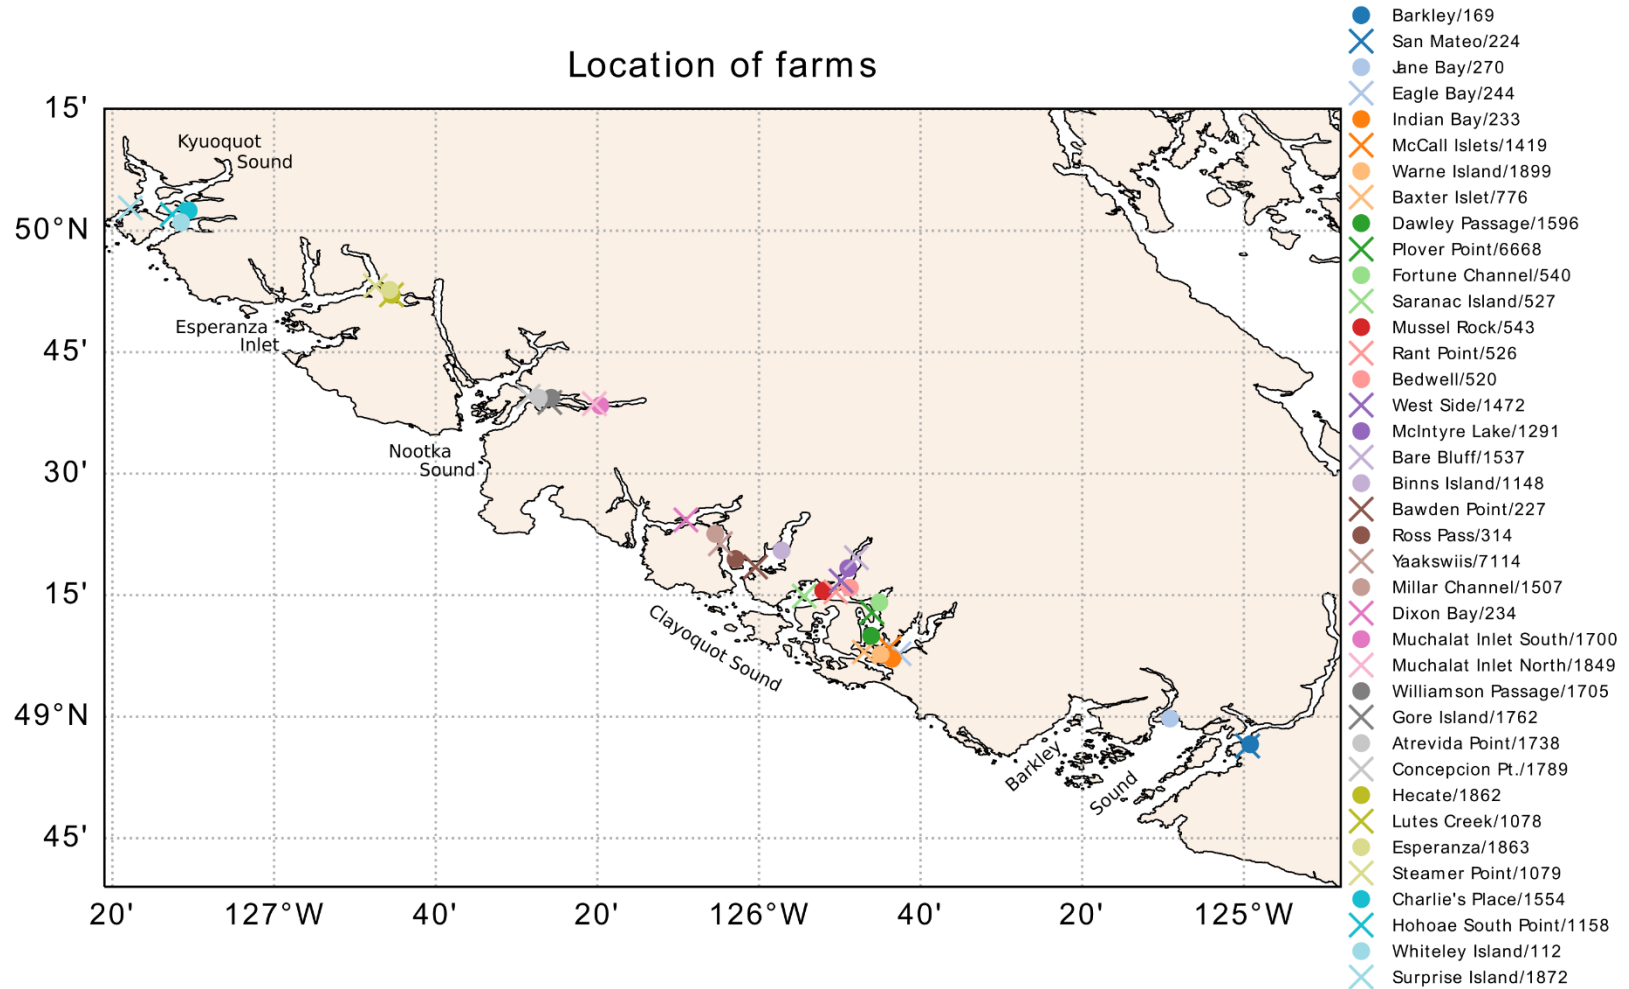 Location of farms
15'
50°N
45'
30'
15'
49°N
45'
20'
127°W
40'
20'
126°W
40'
20'
125°W
Kyuoquot
Sound
Esperanza
Inlet
Nootka
Sound
Clayoquot Sound
Barkley
Sound
Barkley/169
San Mateo/224
Jane Bay/270
Eagle Bay/244
Indian Bay/233
McCall Islets/1419
Warne Island/1899
Baxter Islet/776
Dawley Passage/1596
Plover Point/6668
Fortune Channel/540
Saranac Island/527
Mussel Rock/543
Rant Point/526
Bedwell/520
West Side/1472
McIntyre Lake/1291
Bare Bluff/1537
Binns Island/1148
Bawden Point/227
Ross Pass/314
Yaakswiis/7114
Millar Channel/1507
Dixon Bay/234
Muchalat Inlet South/1700
Muchalat Inlet North/1849
Williamson Passage/1705
Gore Island/1762
Atrevida Point/1738
Concepcion Pt./1789
Hecate/1862
Lutes Creek/1078
Esperanza/1863
Steamer Point/1079
Charlie's Place/1554
Hohoae South Point/1158
Whiteley Island/112
Surprise Island/1872